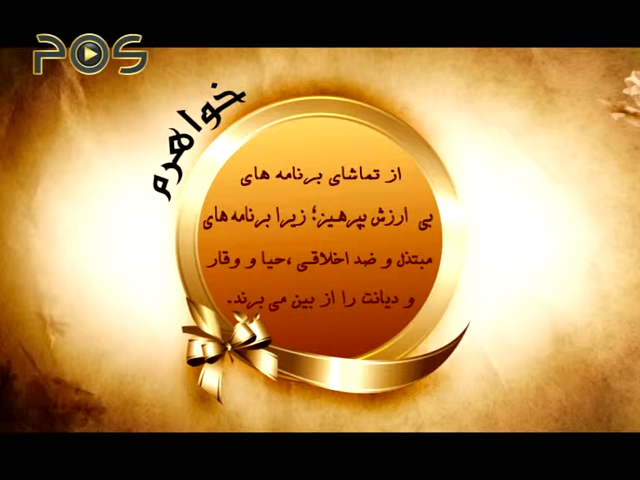 POS
خواهرم
از تماشای برنامه های
بی ارزش بپرهیز؛ زیرا برنامه های
مبتذل و ضد اخلاقی ،حیا و وقار
و دیانت را از بین می برند.